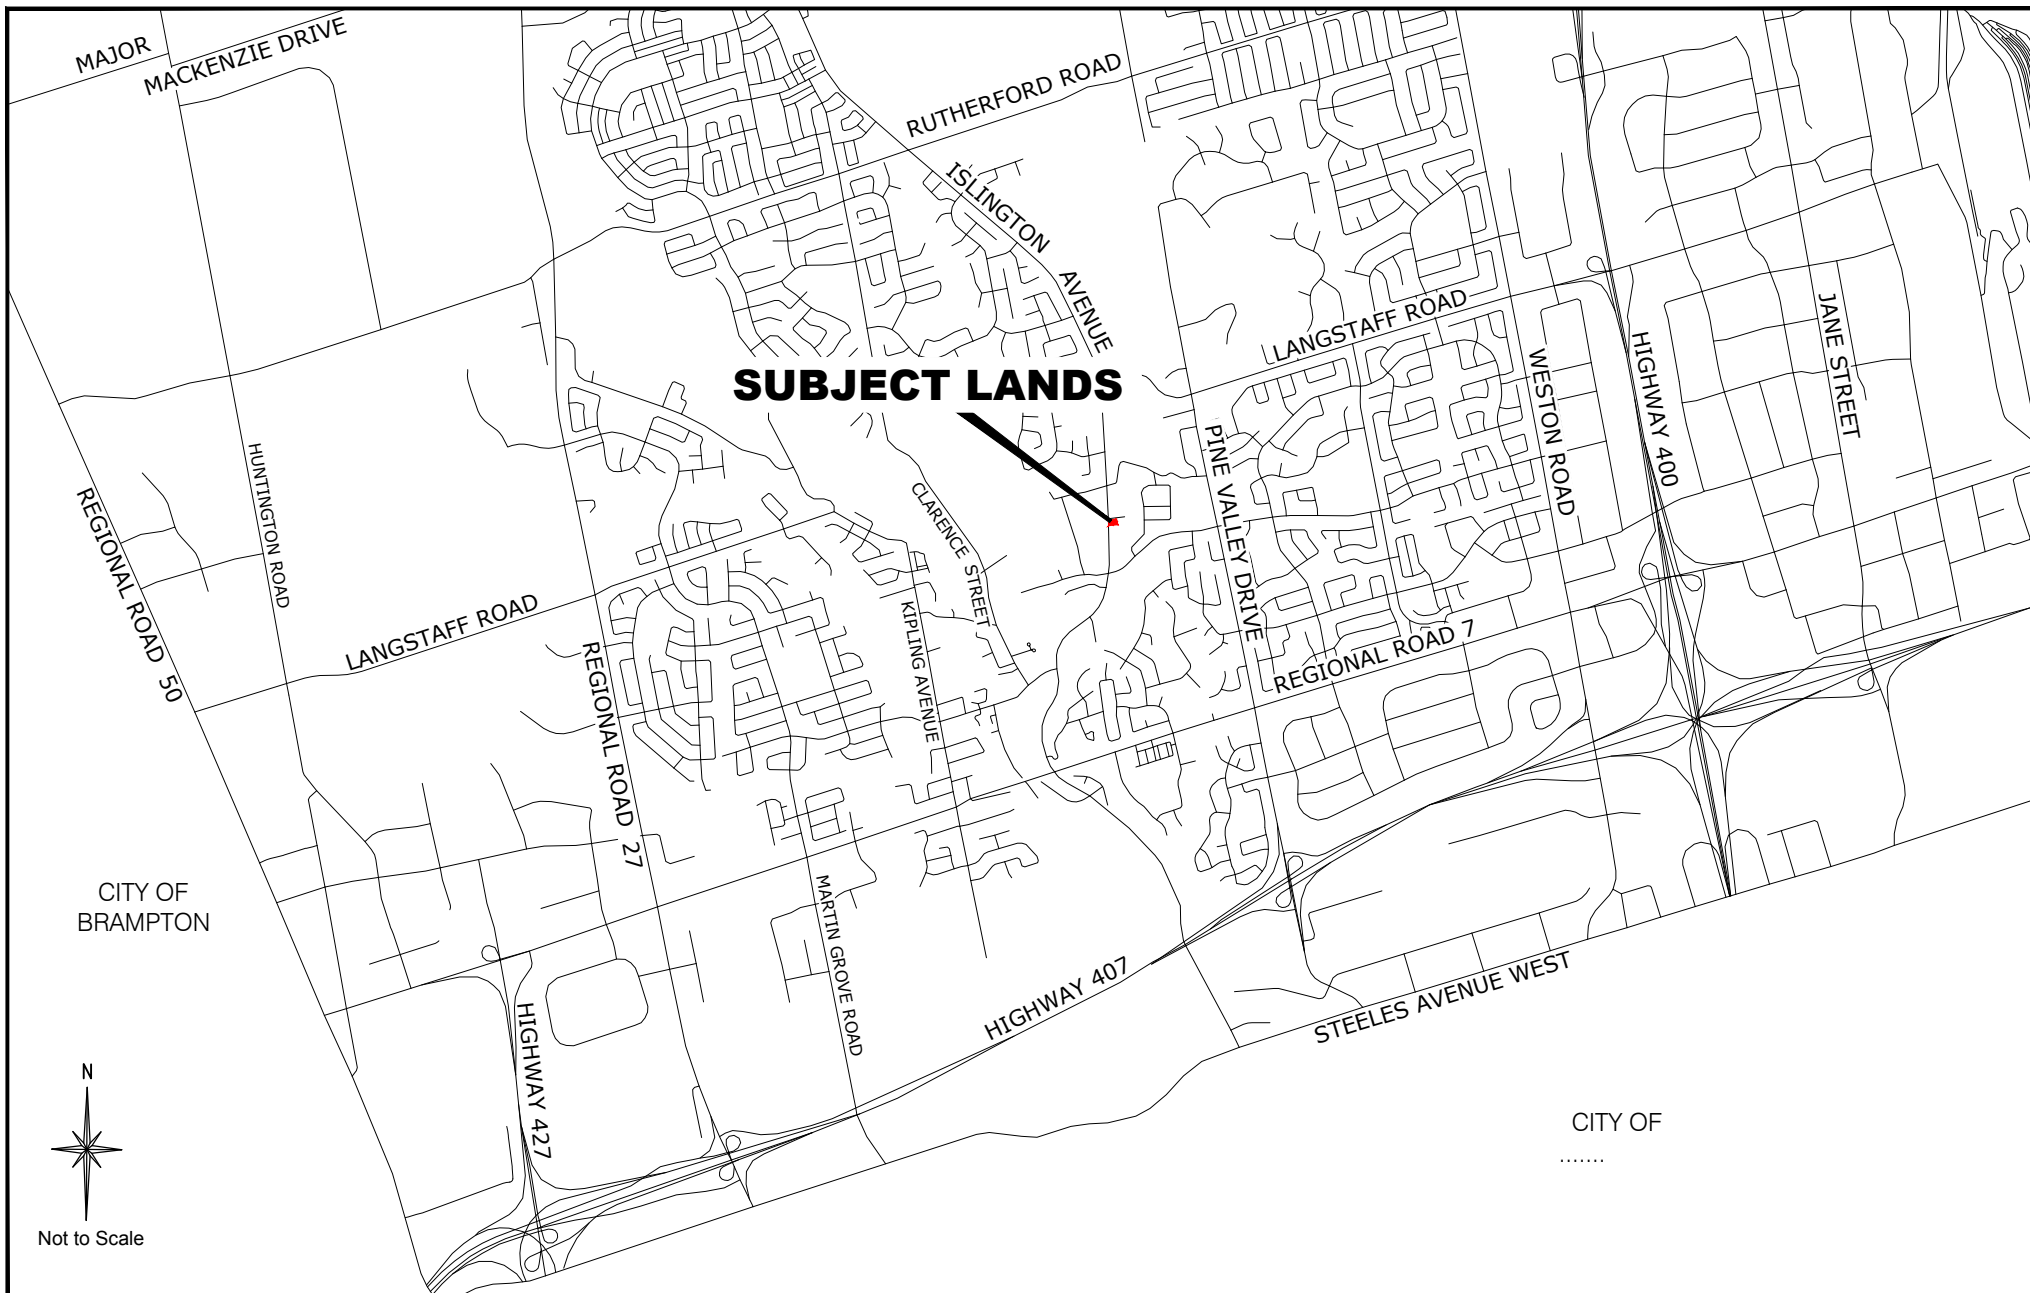 MAJOR
MACKENZIE DRIVE
RUTHERFORD ROAD
ISLINGTON
AVENUE
LANGSTAFF ROAD
JANE STREET
HIGHWAY 400
WESTON ROAD
SUBJECT LANDS
PINE VALLEY DRIVE
HUNTINGTON ROAD
REGIONAL ROAD 50
CLARENCE STREET
KIPLING AVENUE
LANGSTAFF ROAD
REGIONAL ROAD 27
REGIONAL ROAD 7
CITY OF
BRAMPTON
MARTIN GROVE ROAD
HIGHWAY 407
STEELES AVENUE WEST
HIGHWAY 427
N
Not to Scale
CITY OF
.......